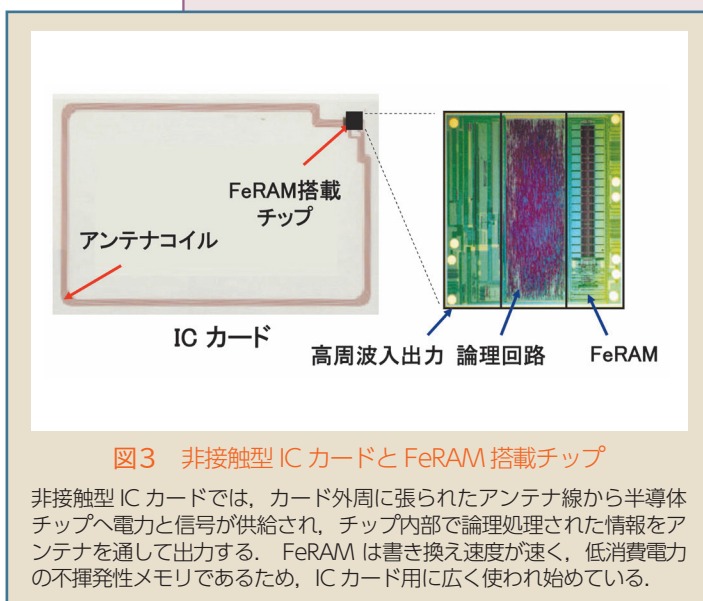 FeRAM搭載
チップ
アンテナコイル
IC カード
高周波入出力 論理回路 FeRAM
図3 非接触型 IC カードと FeRAM 搭載チップ
非接触型 IC カードでは，カード外周に張られたアンテナ線から半導体
チップへ電力と信号が供給され，チップ内部で論理処理された情報をア
ンテナを通して出力する． FeRAM は書き換え速度が速く，低消費電力
の不揮発性メモリであるため，IC カード用に広く使われ始めている．